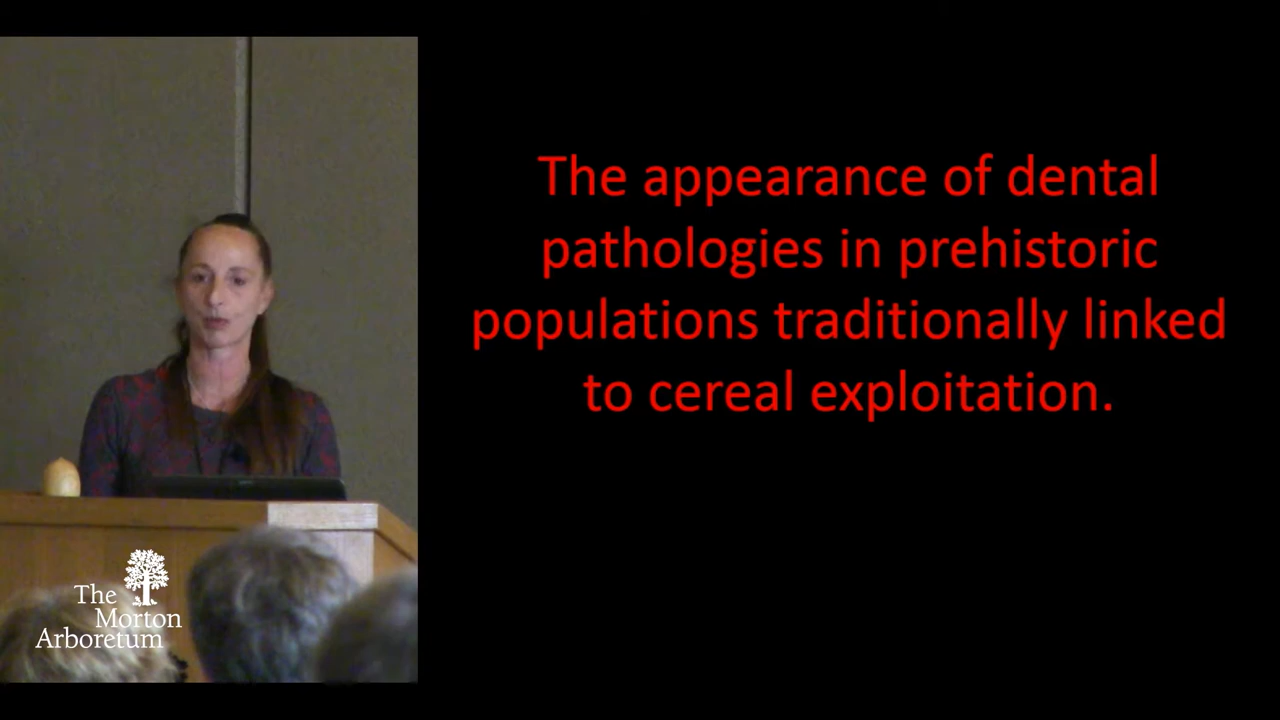 The appearance of dental
pathologies in prehistoric
populations traditionally linked
to cereal exploitation.
The
Morton
Arboretum